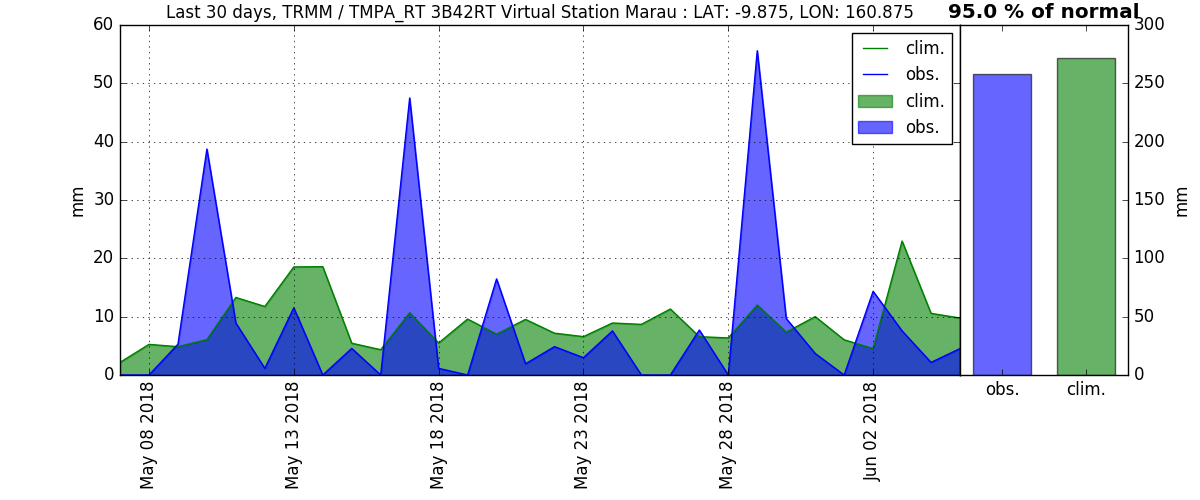 Last 30 days, TRMM / TMPA_RT 3B42RT Virtual Station Marau : LAT: -9.875, LON: 160.875
95.0 % of normal
60
50
40
30
20
10
0
mm
clim.
obs.
clim.
obs.
May 08 2018
May 13 2018
May 18 2018
May 23 2018
May 28 2018
Jun 02 2018
300
250
200
150
100
50
0
mm
obs.
clim.